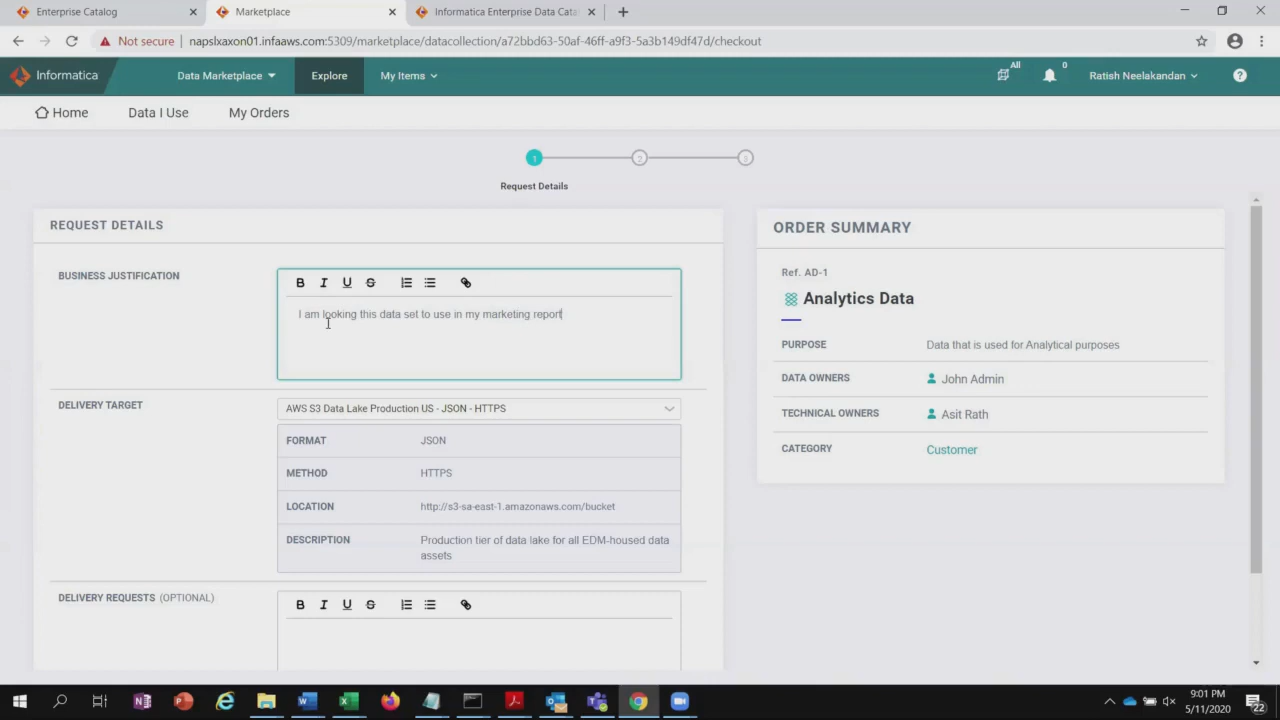 Enterprise Catalog
Marketplace
Informatica Enterprise Data Cata
Not secure napslxaxon01.infaaws.com:5309/marketplace/datacollection/a72bbd63-50af-46ff-a9f3-5a3b149df47d/checkout
Informatica Data Marketplace Explore My Items All 0 Ratish Neelakandan ?
Home Data I Use My Orders
1 2 3
Request Details
REQUEST DETAILS
BUSINESS JUSTIFICATION
B I U S
I am looking this data set to use in my marketing report
DELIVERY TARGET AWS S3 Data Lake Production US - JSON - HTTPS
FORMAT JSON
METHOD HTTPS
LOCATION http://s3-sa-east-1.amazonaws.com/bucket
DESCRIPTION Production tier of data lake for all EDM-housed data
assets
DELIVERY REQUESTS (OPTIONAL)
B I U S
ORDER SUMMARY
Ref. AD-1
Analytics Data
PURPOSE Data that is used for Analytical purposes
DATA OWNERS John Admin
TECHNICAL OWNERS Asit Rath
CATEGORY Customer
9:01 PM
5/11/2020
22